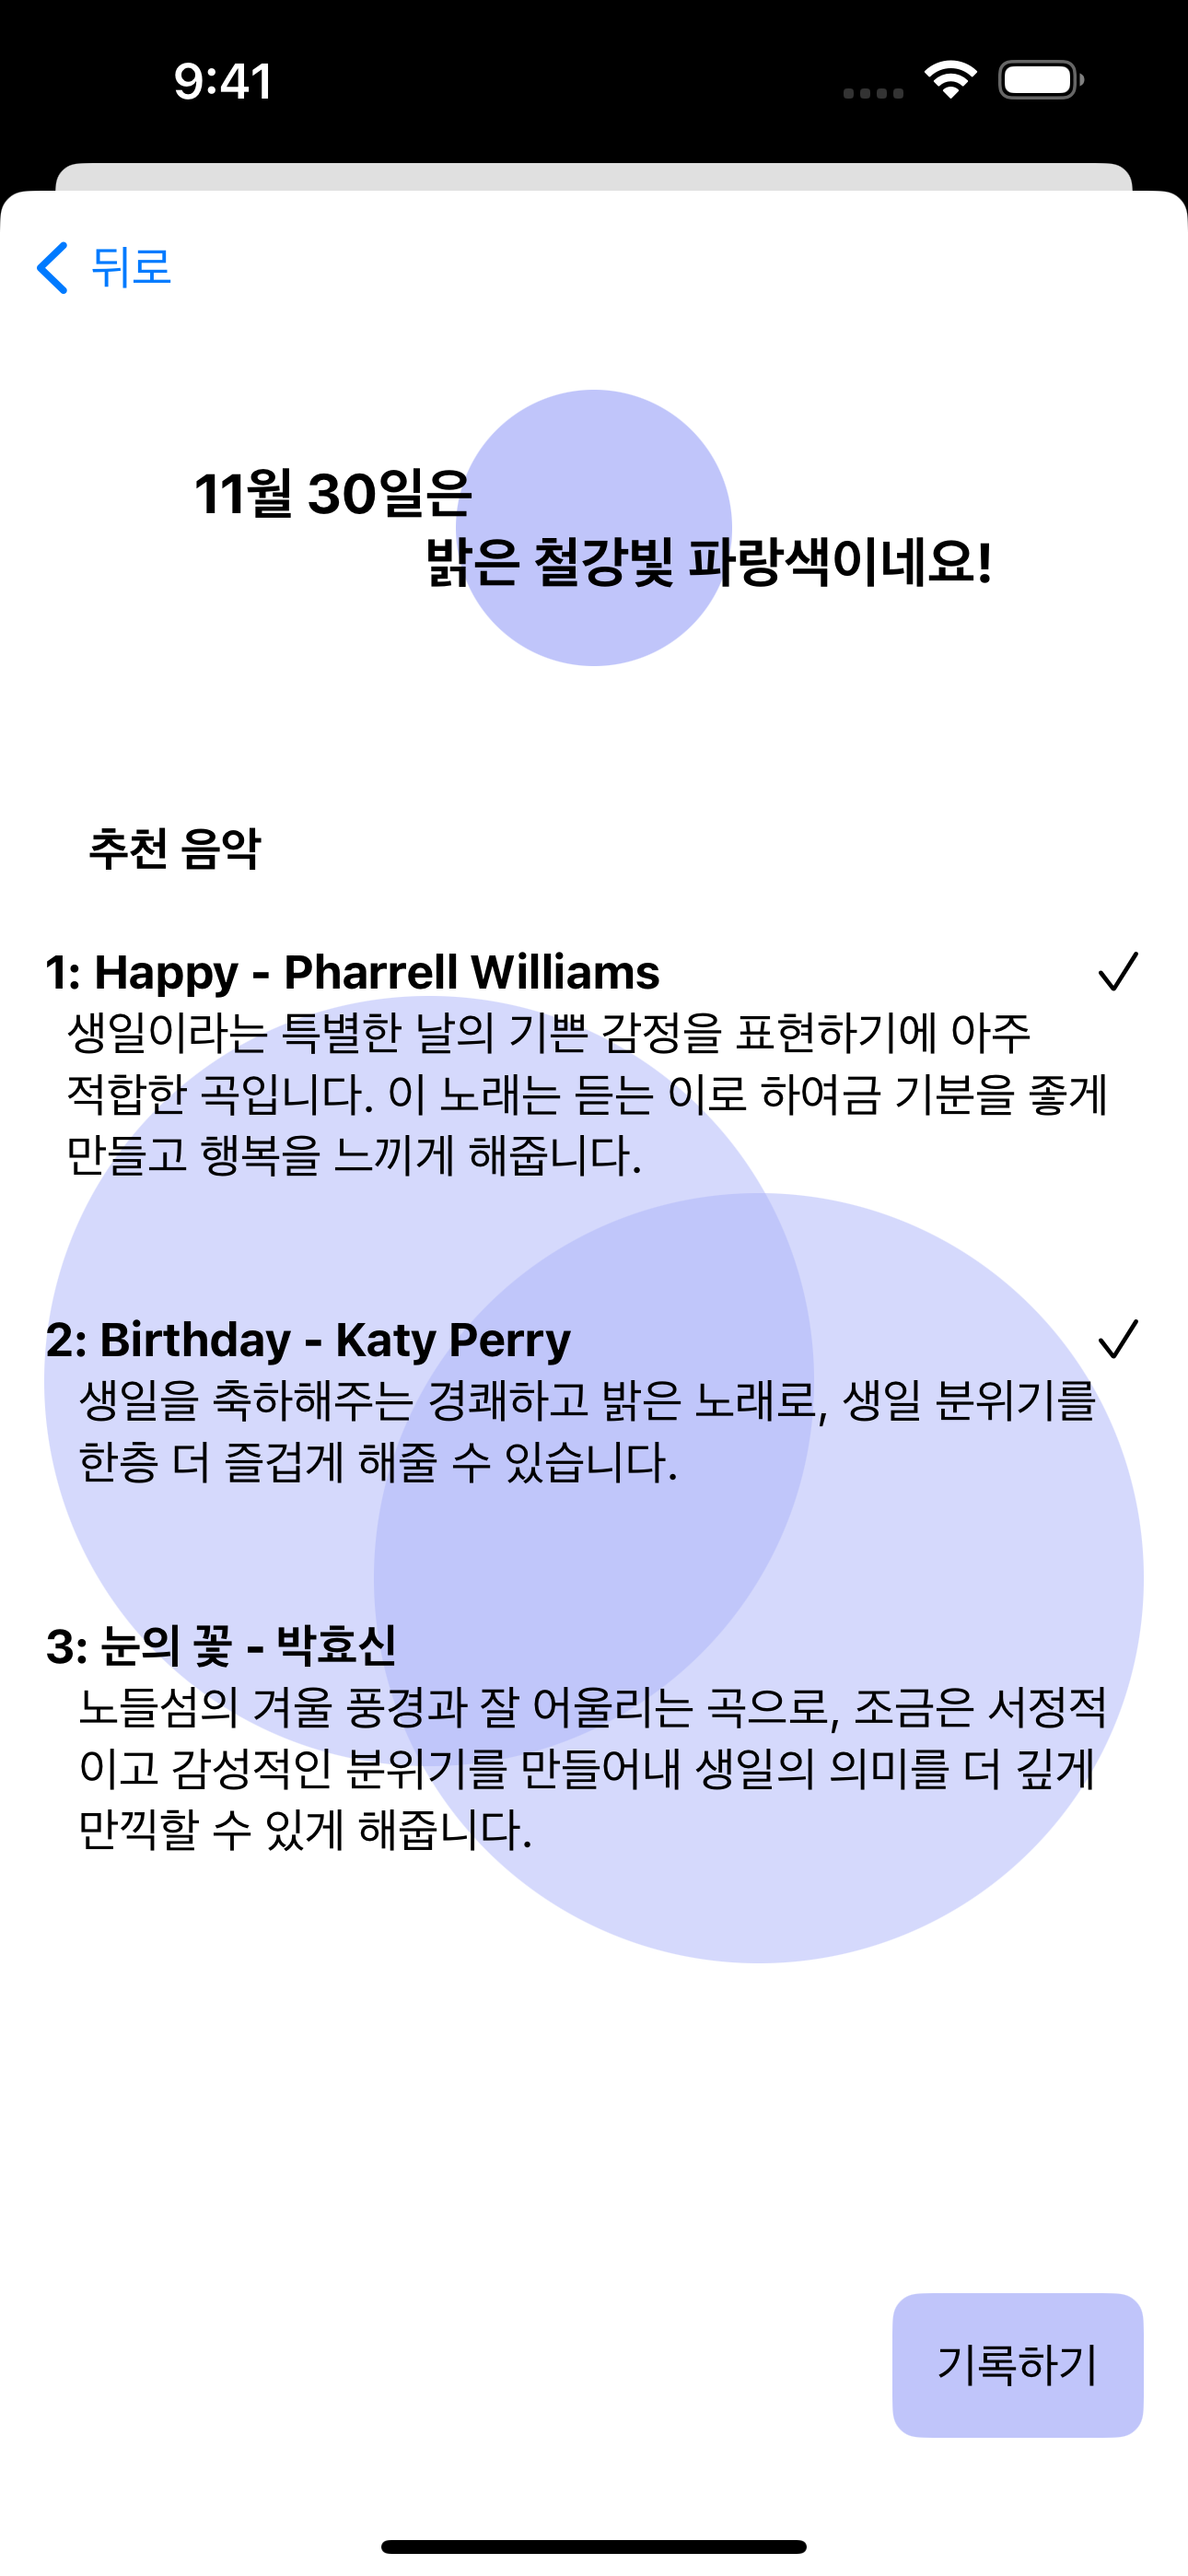 9:41
뒤로
11월 30일은
밝은 철강빛 파랑색이네요!
추천 음악
1: Happy - Pharrell Williams
생일이라는 특별한 날의 기쁜 감정을 표현하기에 아주
적합한 곡입니다. 이 노래는 듣는 이로 하여금 기분을 좋게
만들고 행복을 느끼게 해줍니다.
2: Birthday - Katy Perry
생일을 축하해주는 경쾌하고 밝은 노래로, 생일 분위기를
한층 더 즐겁게 해줄 수 있습니다.
3: 눈의 꽃 - 박효신
노들섬의 겨울 풍경과 잘 어울리는 곡으로, 조금은 서정적
이고 감성적인 분위기를 만들어내 생일의 의미를 더 깊게
만끽할 수 있게 해줍니다.
기록하기